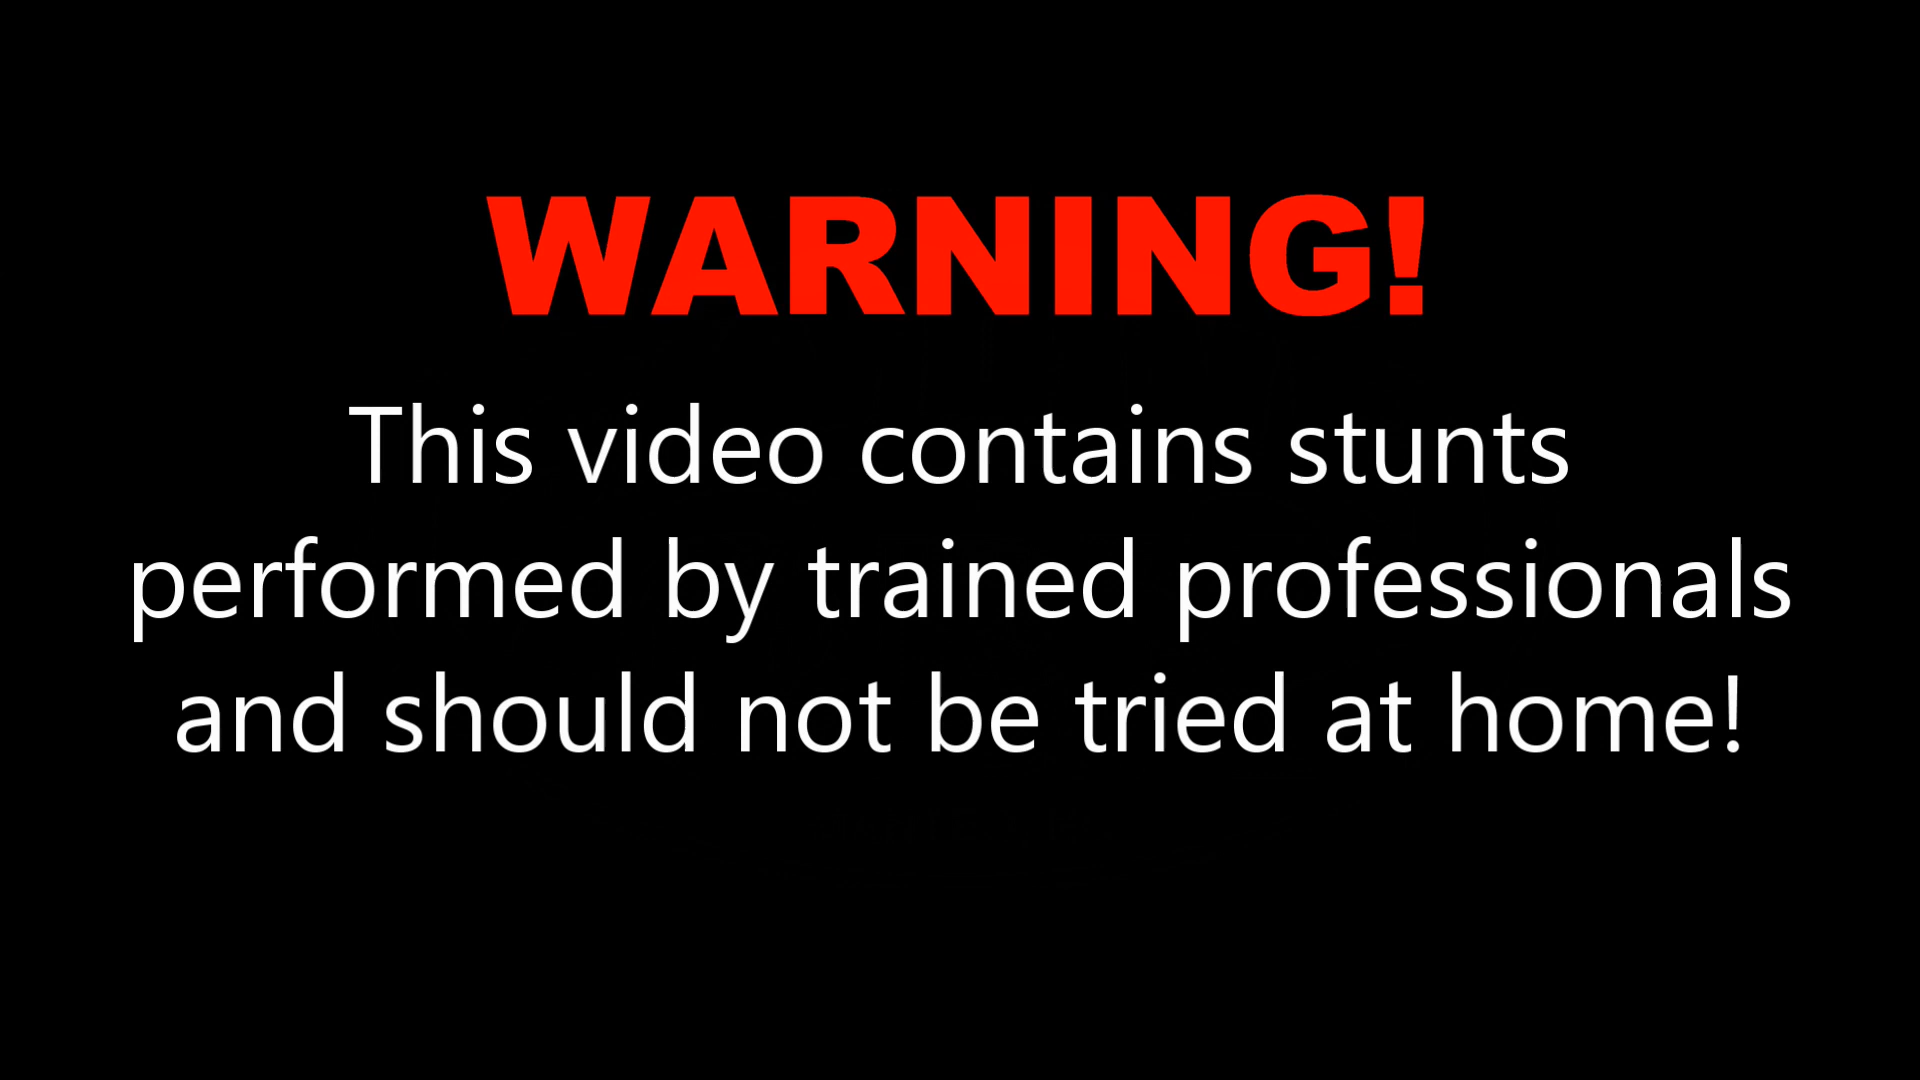 WARNING!
This video contains stunts
performed by trained professionals
and should not be tried at home!